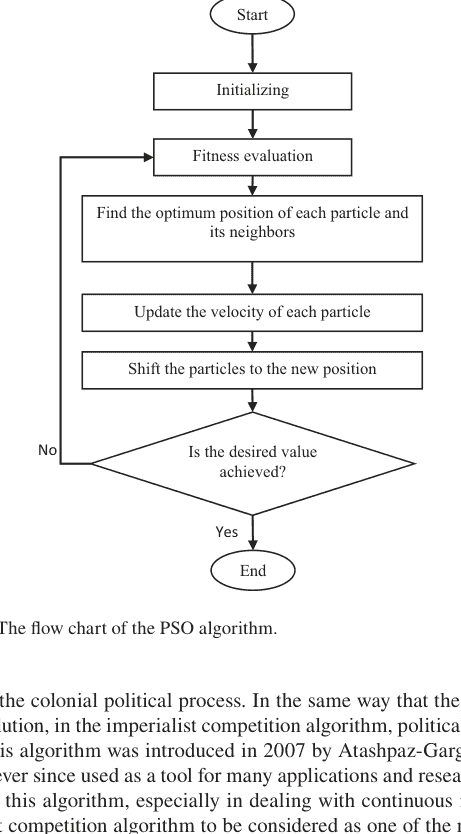 Start
Initializing
Fitness evaluation
Find the optimum position of each particle and
its neighbors
Update the velocity of each particle
Shift the particles to the new position
Is the desired value
achieved?
No
Yes
End
The flow chart of the PSO algorithm.
the colonial political process. In the same way that the
lution, in the imperialist competition algorithm, politica
is algorithm was introduced in 2007 by Atashpaz-Garg
ever since used as a tool for many applications and resea
this algorithm, especially in dealing with continuous
t competition algorithm to be considered as one of the